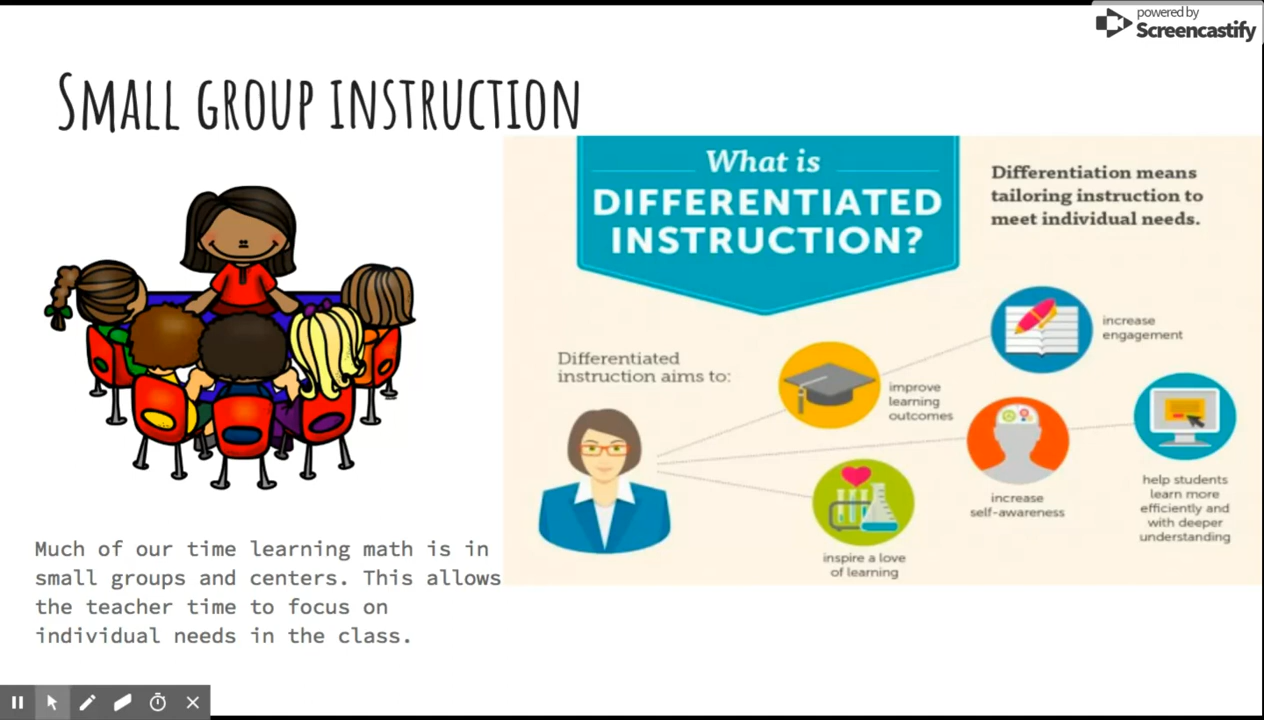 powered by
Screencastify
Small group instruction
What is
DIFFERENTIATED
INSTRUCTION?
Differentiation means
tailoring instruction to
meet individual needs.
Differentiated
instruction aims to:
increase
engagement
improve
learning
outcomes
increase
self-awareness
help students
learn more
efficiently and
with deeper
understanding
inspire a love
of learning
Much of our time learning math is in
small groups and centers. This allows
the teacher time to focus on
individual needs in the class.